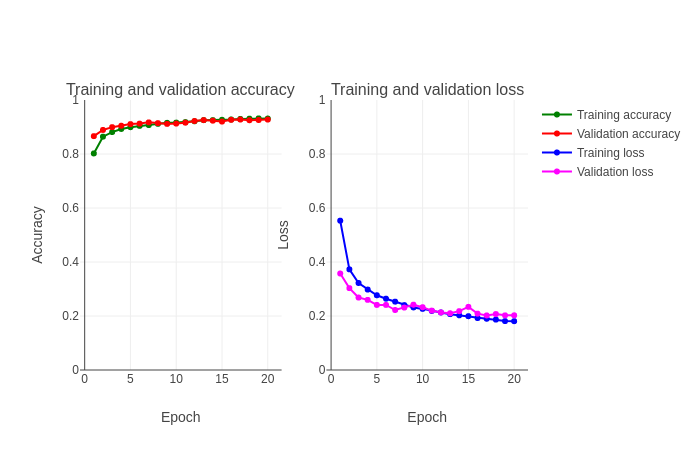 Training and validation accuracy
Training and validation loss
1
0.8
0.6
0.4
0.2
0
0
5
10
15
20
Accuracy
Epoch
1
0.8
0.6
0.4
0.2
0
0
5
10
15
20
Loss
Epoch
Training accuracy
Validation accuracy
Training loss
Validation loss